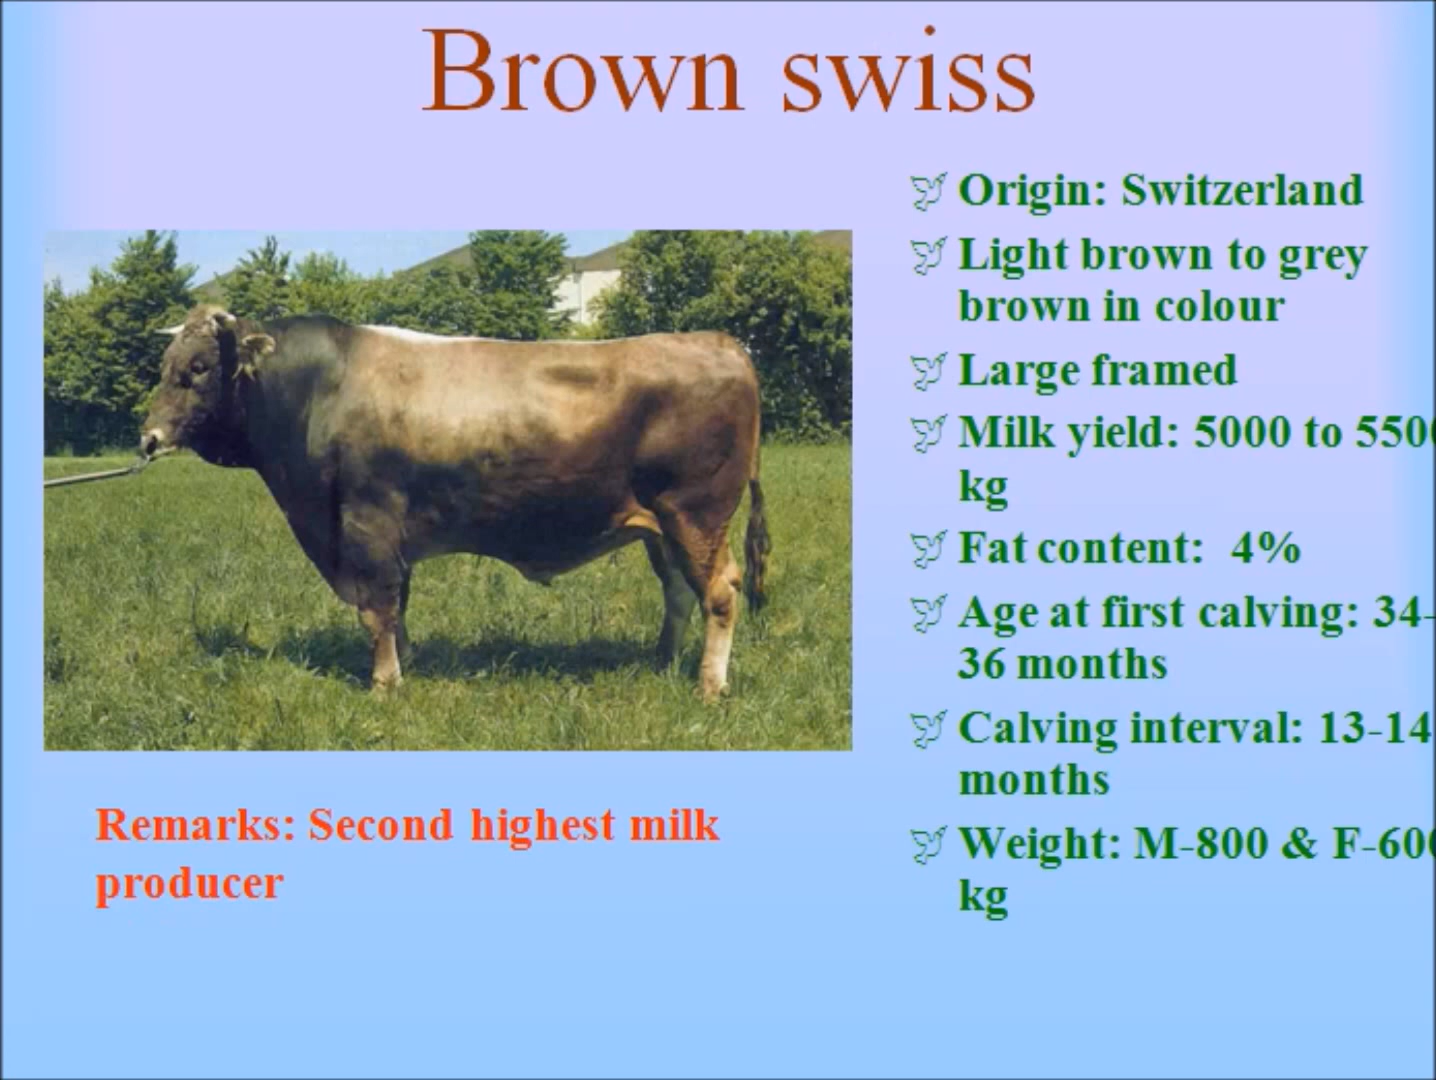 Brown swiss
Origin: Switzerland
Light brown to grey
brown in colour
Large framed
Milk yield: 5000 to 550
kg
Fat content: 4%
Age at first calving: 34-
36 months
Calving interval: 13-14
months
Weight: M-800 & F-60
kg
Remarks: Second highest milk
producer